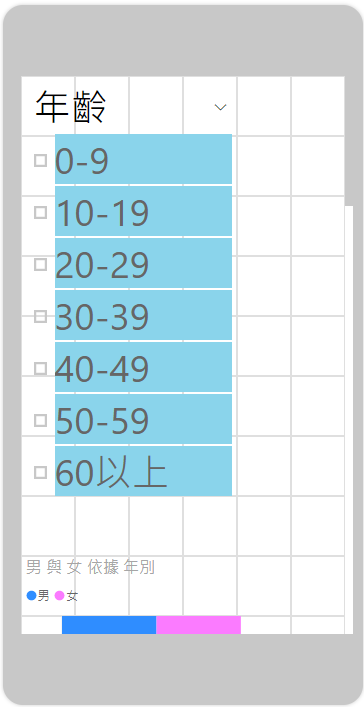 年齡
0-9
10-19
20-29
30-39
40-49
50-59
60以上
男 與 女 依據 年別
男 女